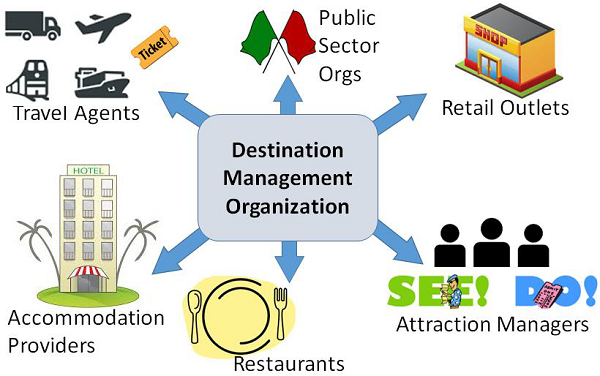 Ticket
Travel Agents
Public
Sector
Orgs
SHOP
Retail Outlets
Destination
Management
Organization
HOTEL
Accommodation
Providers
Restaurants
SEE! DO!
Attraction Managers